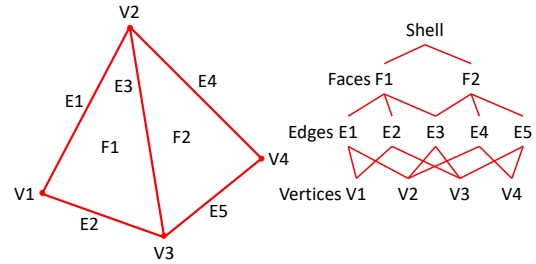 V2
E1
E3
E4
F1
F2
V1
V4
E2
E5
V3
Shell
Faces F1 F2
Edges E1 E2 E3 E4 E5
Vertices V1 V2 V3 V4